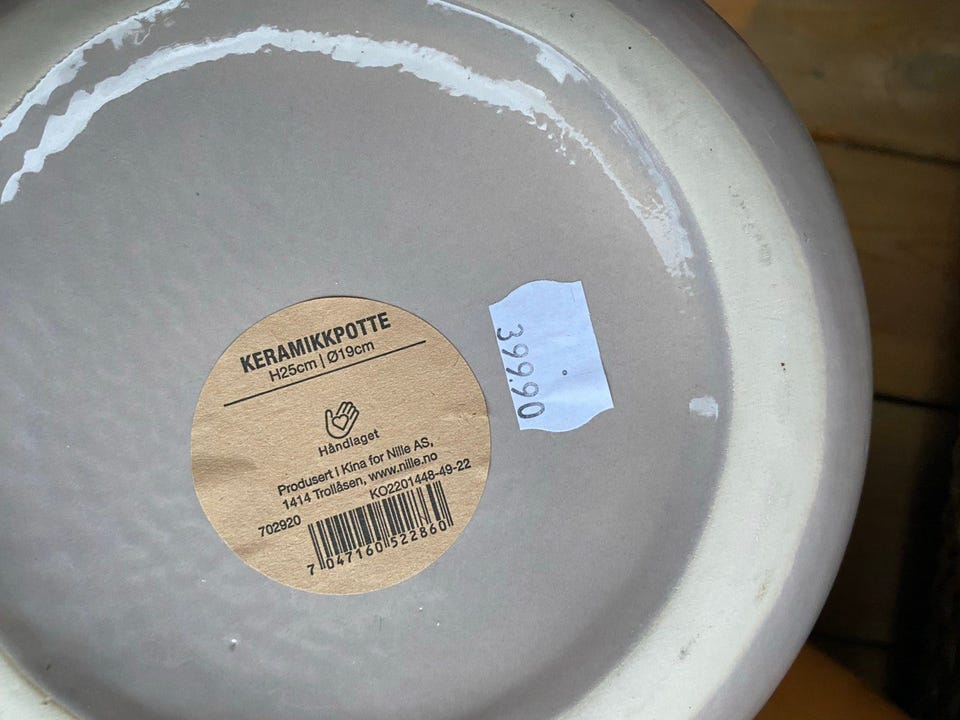 KERAMIKKPOTTE
H25cm | Ø19cm
Håndlaget
Produsert i Kina for Nille AS,
1414 Trollåsen, www.nille.no
KO2201448-49-22
702920
7 047160 522860
399.90